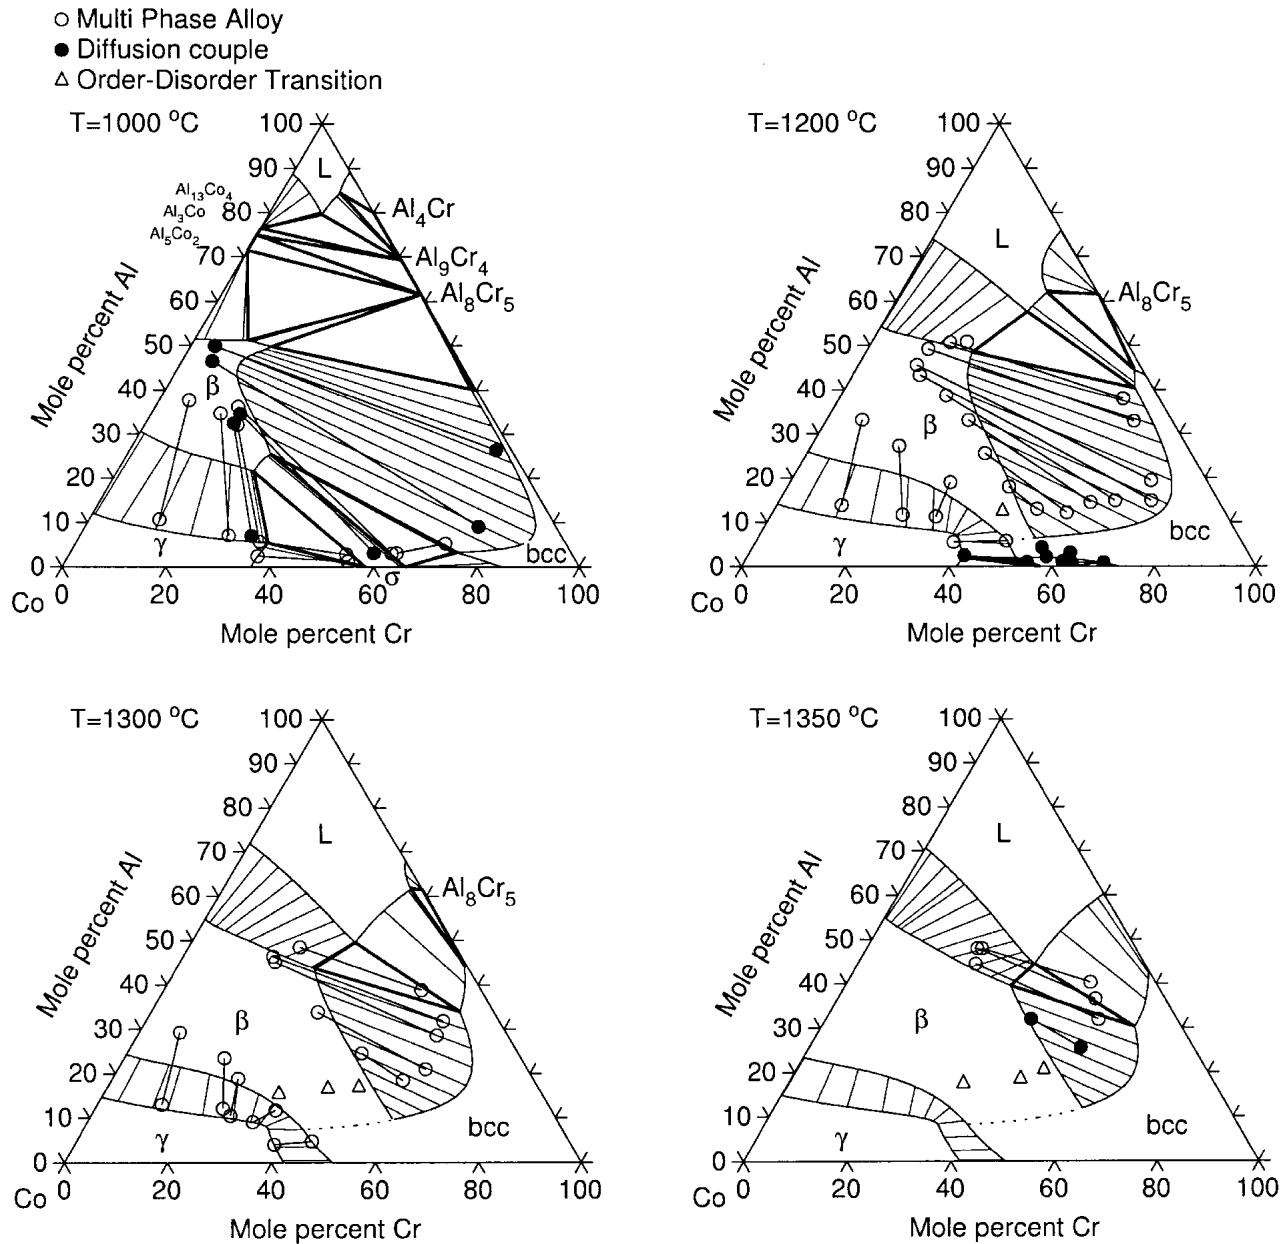 ○ Multi Phase Alloy
● Diffusion couple
△ Order-Disorder Transition
T=1000 °C
100
90
80
70
60
50
40
30
20
10
0
L
Al₁₃Co₄
Al₃Co
Al₅Co₂
Al₄Cr
Al₉Cr₄
Al₈Cr₅
β
γ
σ
bcc
Mole percent Al
Co
0 20 40 60 80 100
Mole percent Cr
T=1200 °C
100
90
80
70
60
50
40
30
20
10
0
L
Al₈Cr₅
β
γ
bcc
Mole percent Al
Co
0 20 40 60 80 100
Mole percent Cr
T=1300 °C
100
90
80
70
60
50
40
30
20
10
0
L
Al₈Cr₅
β
γ
bcc
Mole percent Al
Co
0 20 40 60 80 100
Mole percent Cr
T=1350 °C
100
90
80
70
60
50
40
30
20
10
0
L
β
γ
bcc
Mole percent Al
Co
0 20 40 60 80 100
Mole percent Cr